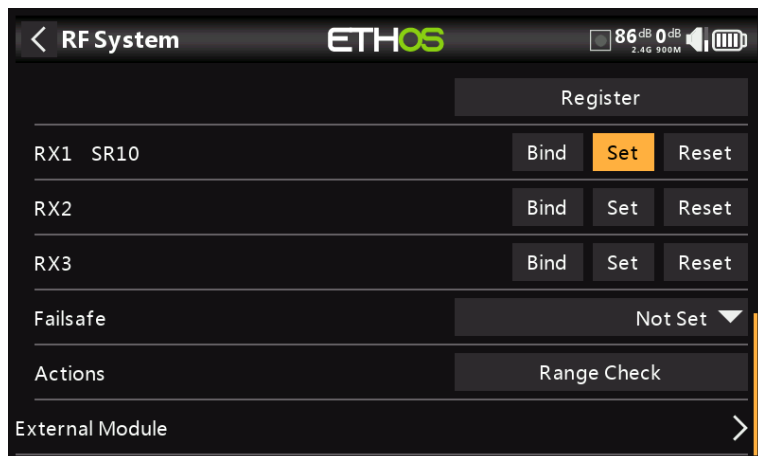 RF System ETHOS 86dB 0dB
2.4G 900M
Register
RX1 SR10 Bind Set Reset
RX2 Bind Set Reset
RX3 Bind Set Reset
Failsafe Not Set
Actions Range Check
External Module